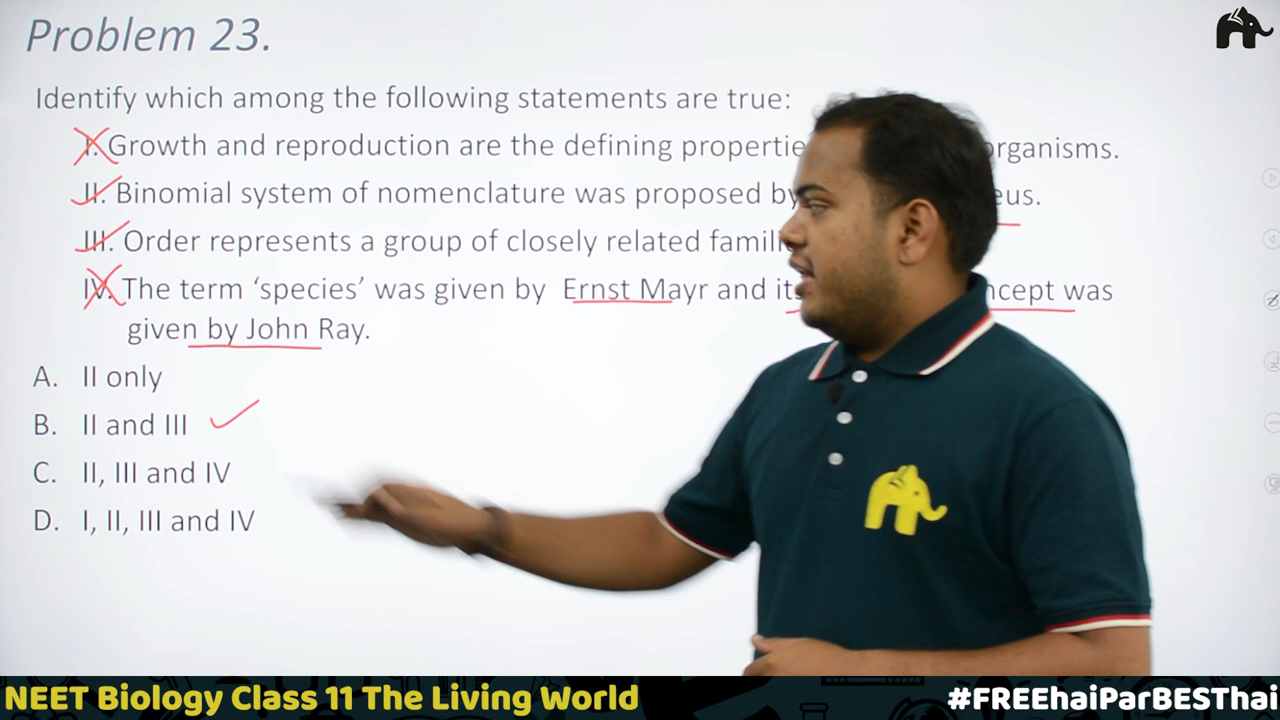 Problem 23.
Identify which among the following statements are true:
I. Growth and reproduction are the defining organisms.
II. Binomial system of nomenclature was proposed by
III. Order represents a group of closely related
IV. The term ‘species’ was given by Ernst Mayr and was
given by John Ray.
A. II only
B. II and III
C. II, III and IV
D. I, II, III and IV
NEET Biology Class 11 The Living World
#FREEhaiParBESThai